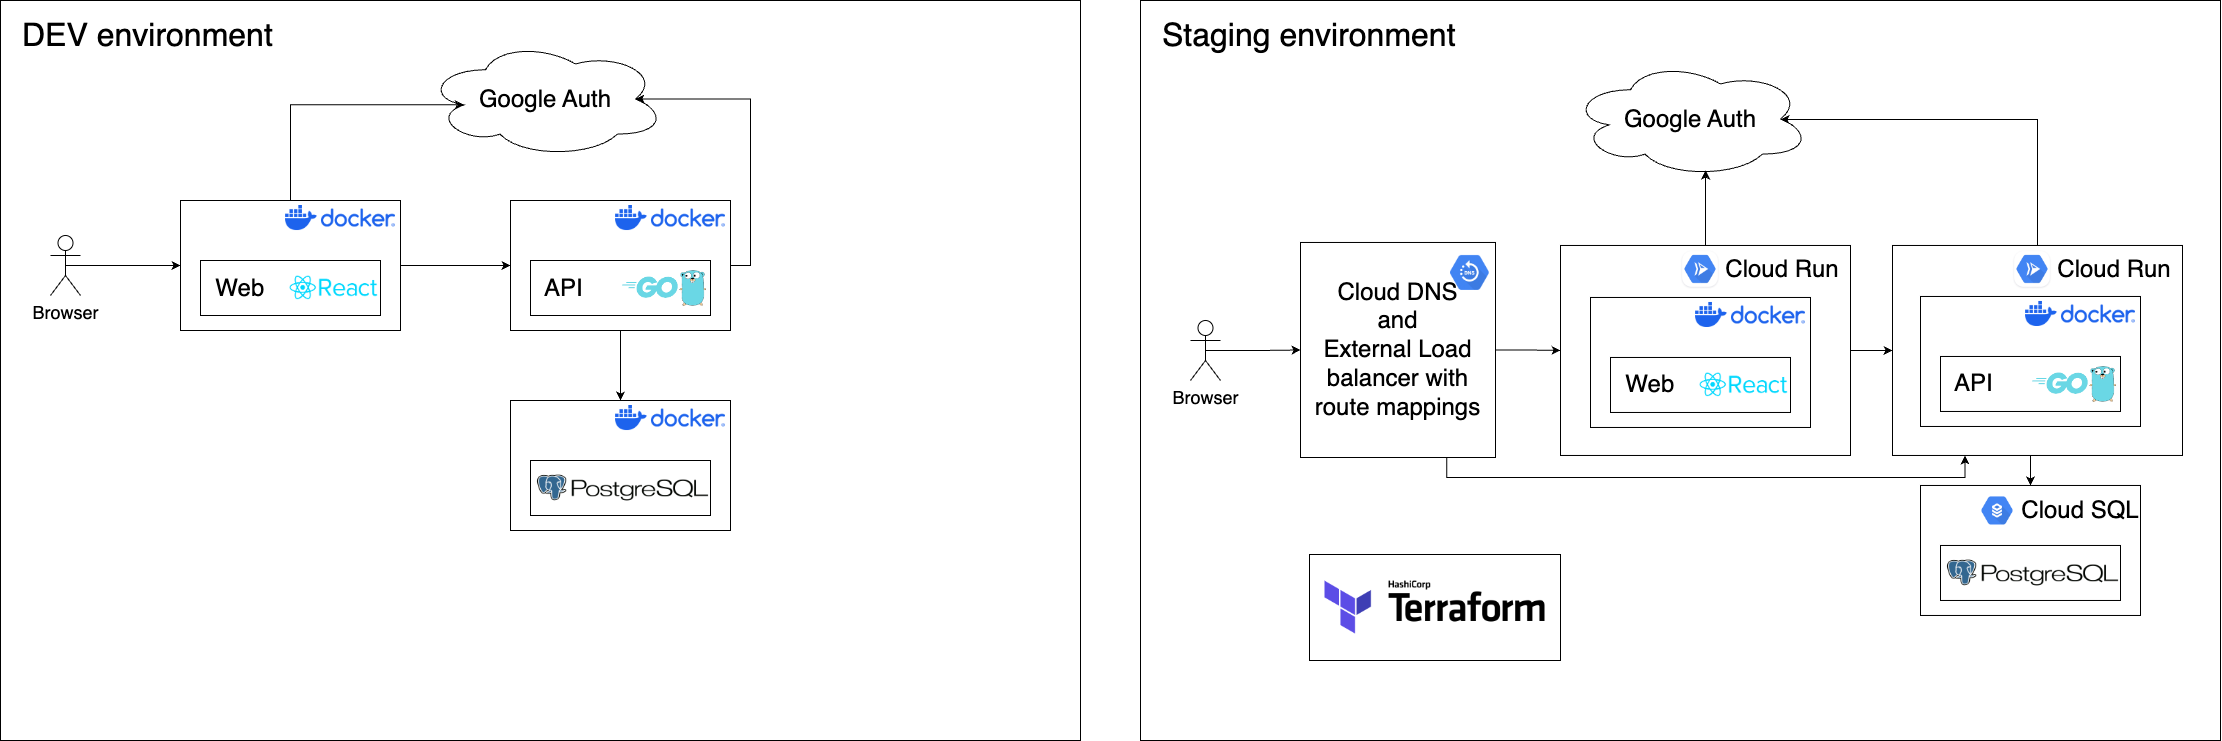 DEV environment
Google Auth
docker
docker
Web
React
API
GO
Browser
docker
PostgreSQL
Staging environment
Google Auth
Cloud DNS
and
External Load
balancer with
route mappings
DNS
Cloud Run
docker
Web
React
Cloud Run
docker
API
GO
Browser
Cloud SQL
PostgreSQL
HashiCorp
Terraform